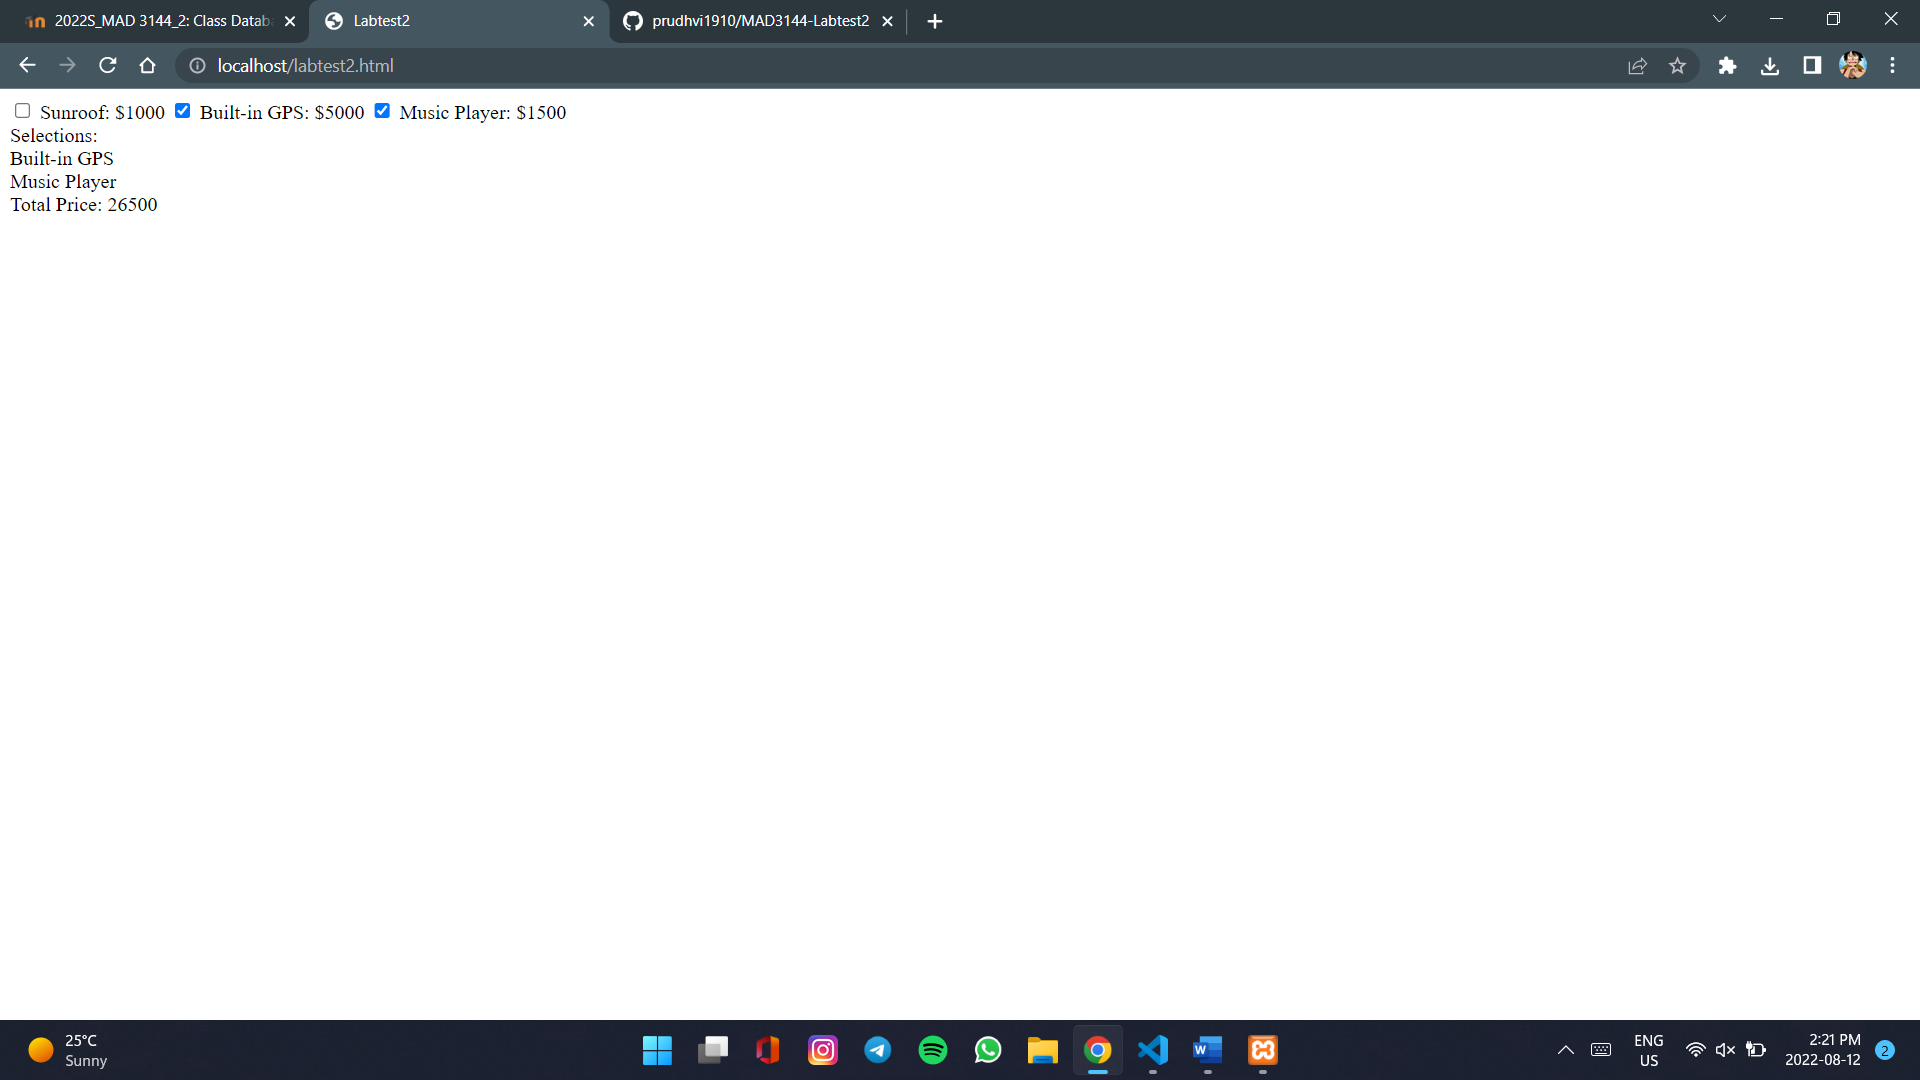 2022S_MAD 3144_2: Class Datab
Labtest2
prudhvi1910/MAD3144-Labtest2
localhost/labtest2.html
Sunroof: $1000 Built-in GPS: $5000 Music Player: $1500
Selections:
Built-in GPS
Music Player
Total Price: 26500
25°C
Sunny
W
ENG
US
2:21 PM
2022-08-12
2